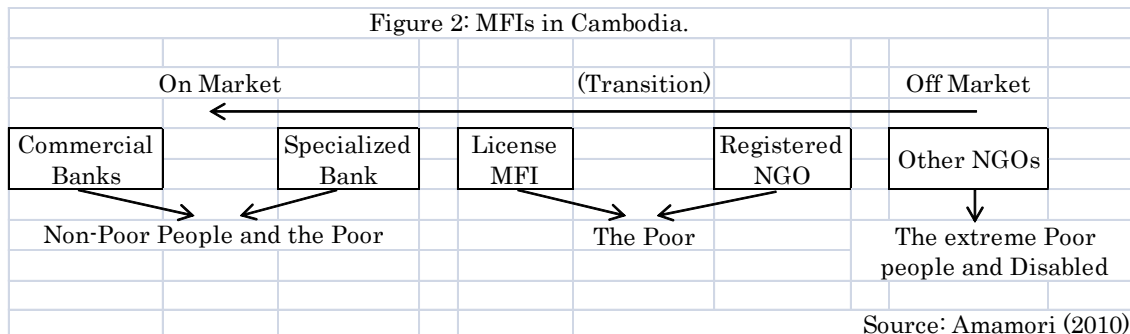 Figure 2: MFIs in Cambodia.
On Market (Transition) Off Market
Commercial Banks
Specialized Bank
License MFI
Registered NGO
Other NGOs
Non-Poor People and the Poor
The Poor
The extreme Poor
people and Disabled
Source: Amamori (2010)